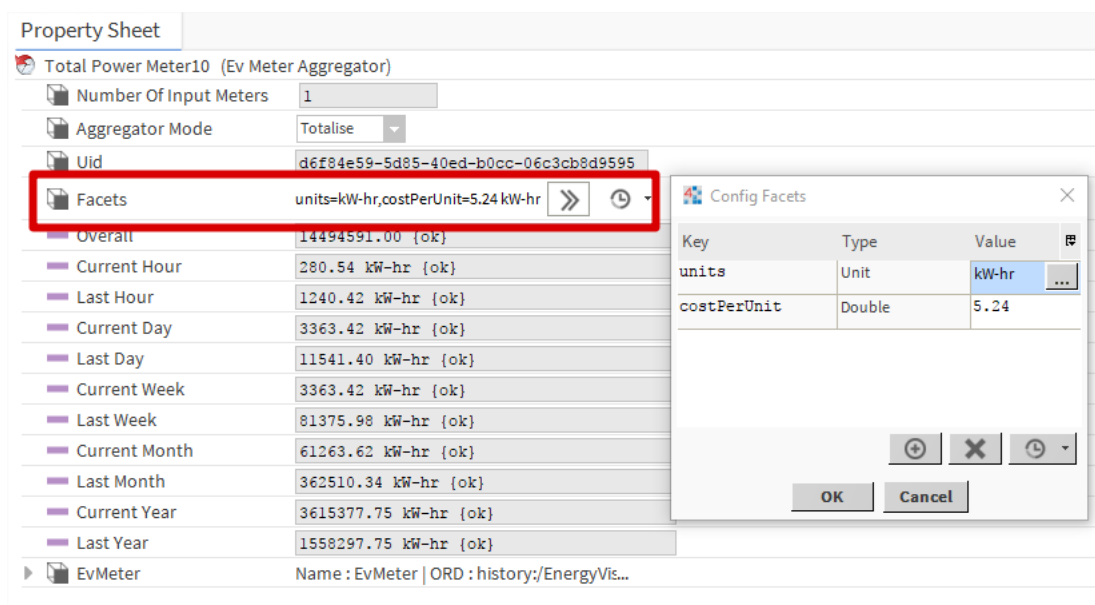 Property Sheet
Total Power Meter10 (Ev Meter Aggregator)
Number Of Input Meters 1
Aggregator Mode Totalise
Uid d6f84e59-5d85-40ed-b0cc-06c3cb8d9595
Facets units=kW-hr,costPerUnit=5.24 kW-hr
Overall 14494591.00 {ok}
Current Hour 280.54 kW-hr {ok}
Last Hour 1240.42 kW-hr {ok}
Current Day 3363.42 kW-hr {ok}
Last Day 11541.40 kW-hr {ok}
Current Week 3363.42 kW-hr {ok}
Last Week 81375.98 kW-hr {ok}
Current Month 61263.62 kW-hr {ok}
Last Month 362510.34 kW-hr {ok}
Current Year 3615377.75 kW-hr {ok}
Last Year 1558297.75 kW-hr {ok}
EvMeter Name : EvMeter | ORD : history:/EnergyVis...
Config Facets
Key Type Value
units Unit kW-hr ...
costPerUnit Double 5.24
OK Cancel